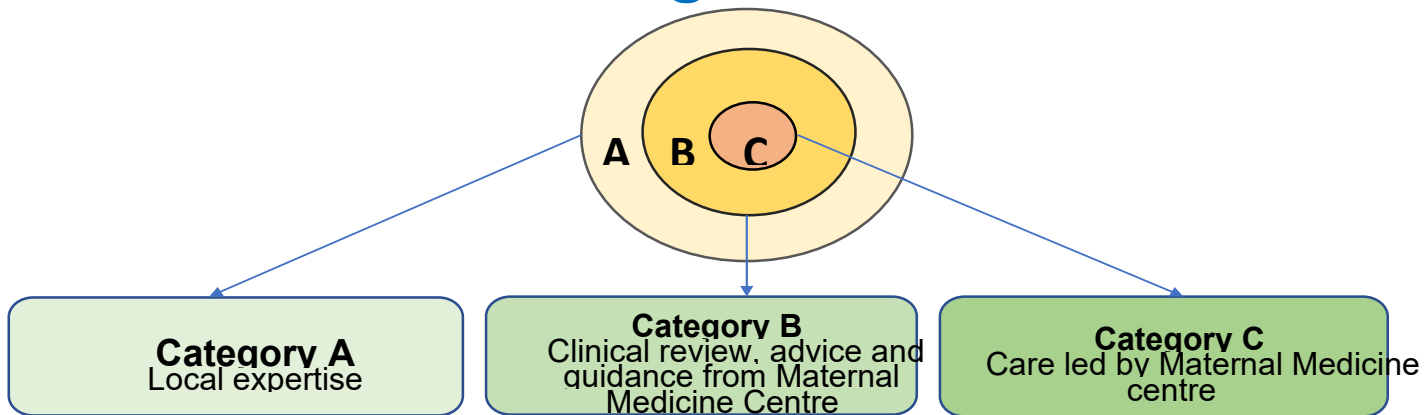 A B C
Category A
Local expertise
Category B
Clinical review, advice and
guidance from Maternal
Medicine Centre
Category C
Care led by Maternal Medicine
centre